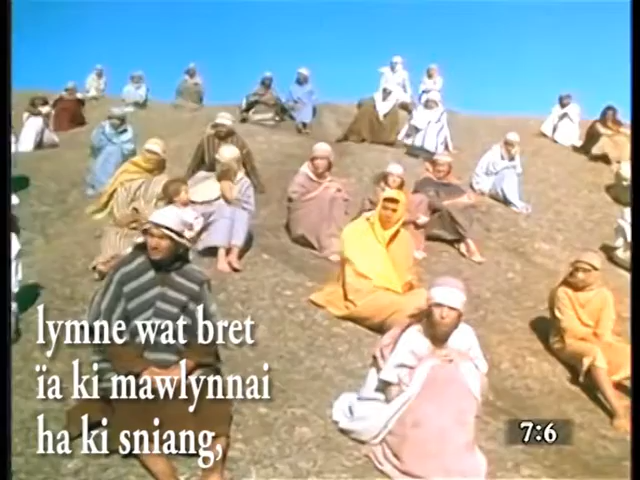 lymne wat bret
ïa ki mawlynnai
ha ki sniang,
7:6